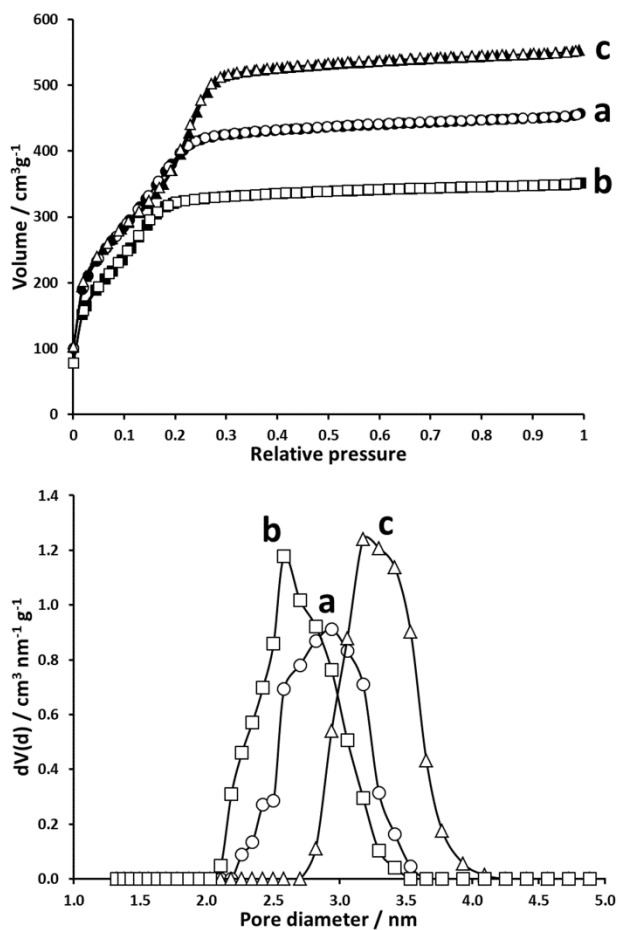 600
500
400
300
200
100
0
Volume / cm³g⁻¹
c
a
b
0 0.1 0.2 0.3 0.4 0.5 0.6 0.7 0.8 0.9 1
Relative pressure
1.4
1.2
1.0
0.8
0.6
0.4
0.2
0.0
dV(d) / cm³ nm⁻¹ g⁻¹
b
c
a
1.0 2.0 2.5 3.0 3.5 4.0 4.5 5.0
Pore diameter / nm